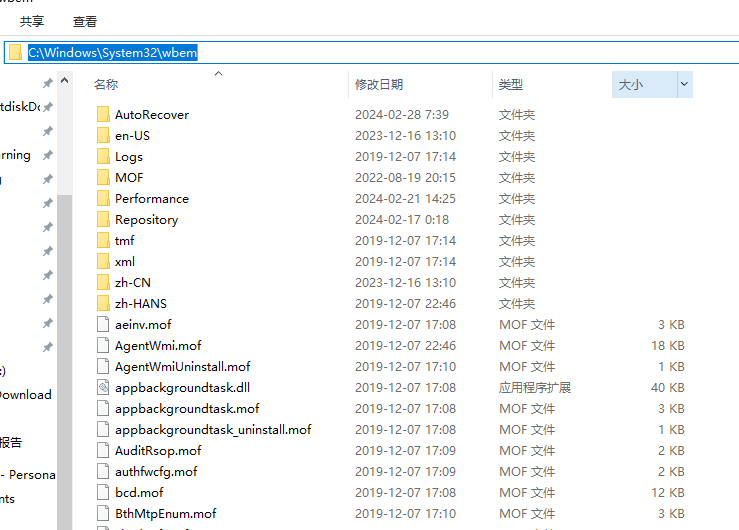 共享 查看
C:\Windows\System32\wbem
名称 修改日期 类型 大小
AutoRecover 2024-02-28 7:39 文件夹
en-US 2023-12-16 13:10 文件夹
Logs 2019-12-07 17:14 文件夹
MOF 2022-08-19 20:15 文件夹
Performance 2024-02-21 14:25 文件夹
Repository 2024-02-17 0:18 文件夹
tmf 2019-12-07 17:14 文件夹
xml 2019-12-07 17:14 文件夹
zh-CN 2023-12-16 13:10 文件夹
zh-HANS 2019-12-07 22:46 文件夹
aeinv.mof 2019-12-07 17:08 MOF 文件 3 KB
AgentWmi.mof 2019-12-07 22:46 MOF 文件 18 KB
AgentWmiUninstall.mof 2019-12-07 17:10 MOF 文件 1 KB
appbackgroundtask.dll 2019-12-07 17:08 应用程序扩展 40 KB
appbackgroundtask.mof 2019-12-07 17:08 MOF 文件 3 KB
appbackgroundtask_uninstall.mof 2019-12-07 17:08 MOF 文件 1 KB
AuditRsop.mof 2019-12-07 17:09 MOF 文件 2 KB
authfwcfg.mof 2019-12-07 17:09 MOF 文件 2 KB
bcd.mof 2019-12-07 17:08 MOF 文件 12 KB
BthMtpEnum.mof 2019-12-07 17:09 MOF 文件 3 KB
tdiskDo
rning
:)
Download
报告
- Persona
nts